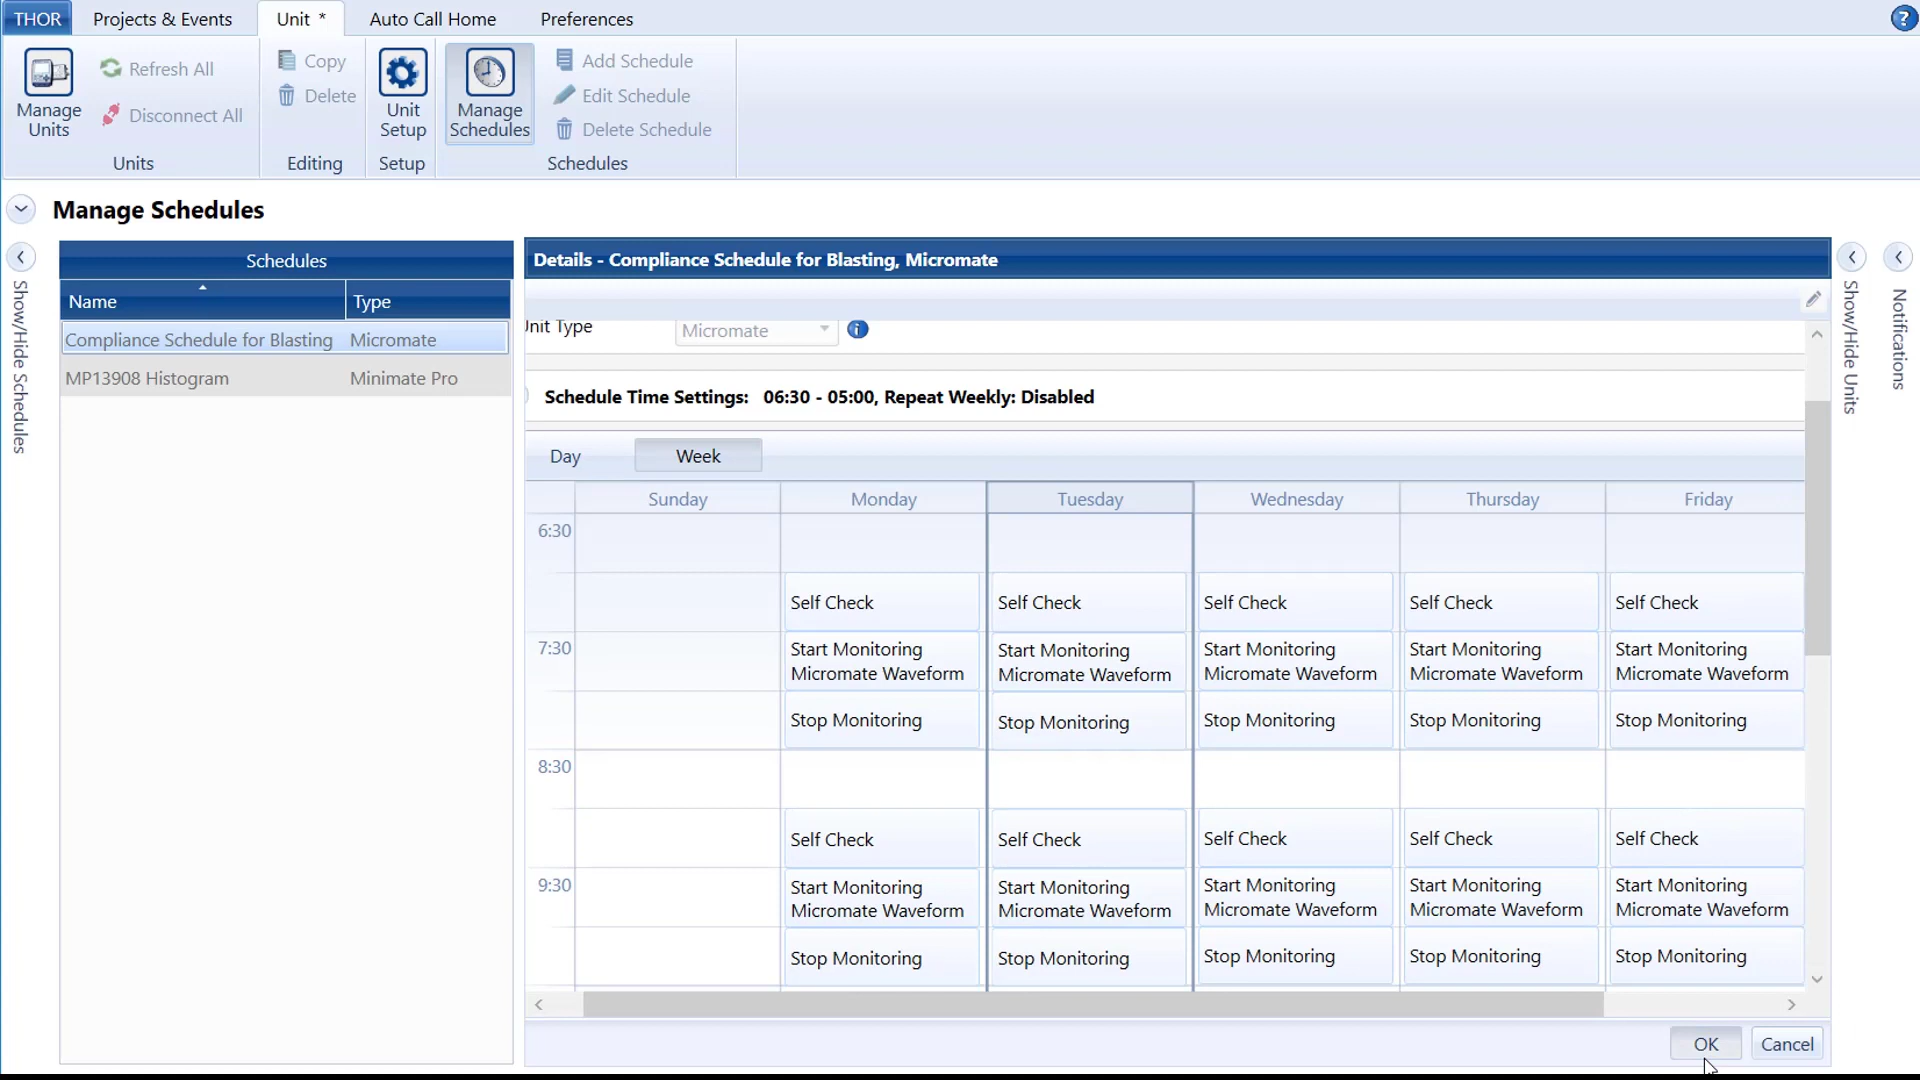 THOR
Projects & Events
Unit *
Auto Call Home
Preferences
Manage
Units
Refresh All
Disconnect All
Units
Copy
Delete
Editing
Unit
Setup
Setup
Manage
Schedules
Add Schedule
Edit Schedule
Delete Schedule
Schedules
Manage Schedules
Show/Hide Schedules
Schedules
Name
Type
Compliance Schedule for Blasting
Micromate
MP13908 Histogram
Minimate Pro
Details - Compliance Schedule for Blasting, Micromate
Unit Type
Micromate
Schedule Time Settings: 06:30 - 05:00, Repeat Weekly: Disabled
Day
Week
Sunday
Monday
Tuesday
Wednesday
Thursday
Friday
6:30
Self Check
Self Check
Self Check
Self Check
Self Check
7:30
Start Monitoring
Micromate Waveform
Start Monitoring
Micromate Waveform
Start Monitoring
Micromate Waveform
Start Monitoring
Micromate Waveform
Start Monitoring
Micromate Waveform
Stop Monitoring
Stop Monitoring
Stop Monitoring
Stop Monitoring
Stop Monitoring
8:30
Self Check
Self Check
Self Check
Self Check
Self Check
9:30
Start Monitoring
Micromate Waveform
Start Monitoring
Micromate Waveform
Start Monitoring
Micromate Waveform
Start Monitoring
Micromate Waveform
Start Monitoring
Micromate Waveform
Stop Monitoring
Stop Monitoring
Stop Monitoring
Stop Monitoring
Stop Monitoring
OK
Cancel
Show/Hide Units
Notifications